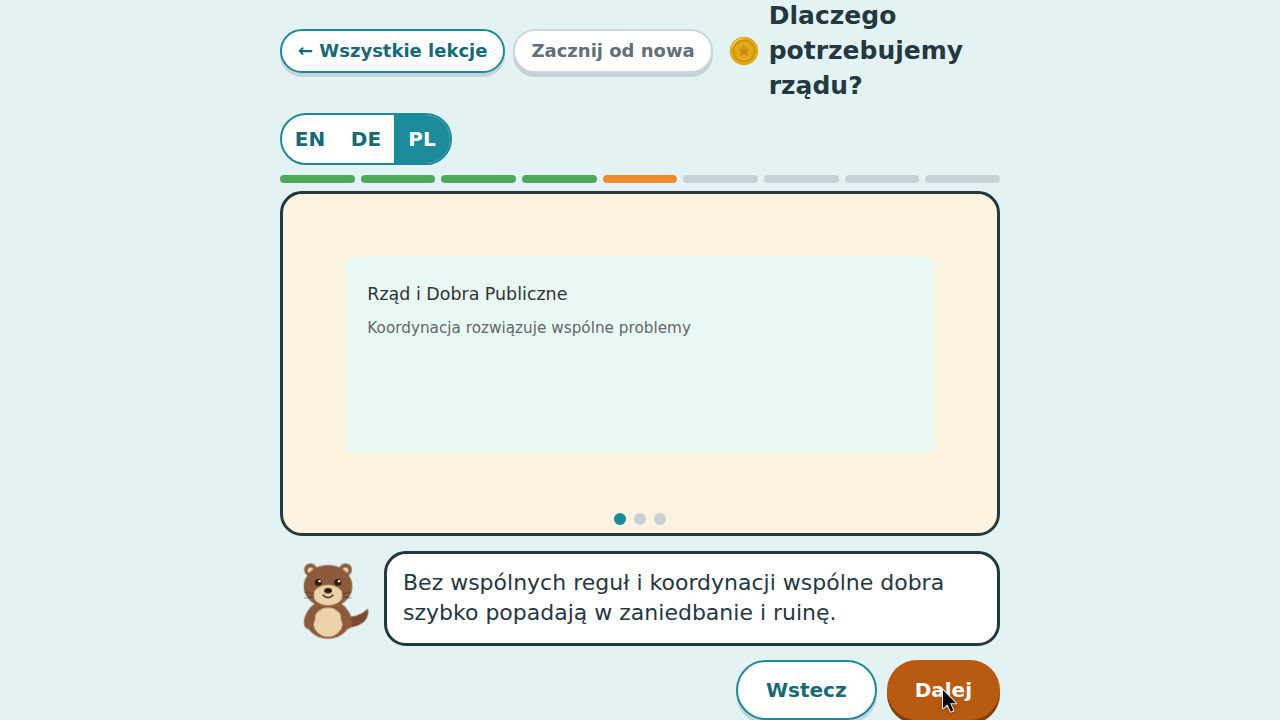 ← Wszystkie lekcje
Zacznij od nowa
Dlaczego
potrzebujemy
rządu?
EN DE PL
Rząd i Dobra Publiczne
Koordynacja rozwiązuje wspólne problemy
Bez wspólnych reguł i koordynacji wspólne dobra
szybko popadają w zaniedbanie i ruinę.
Wstecz
Dalej